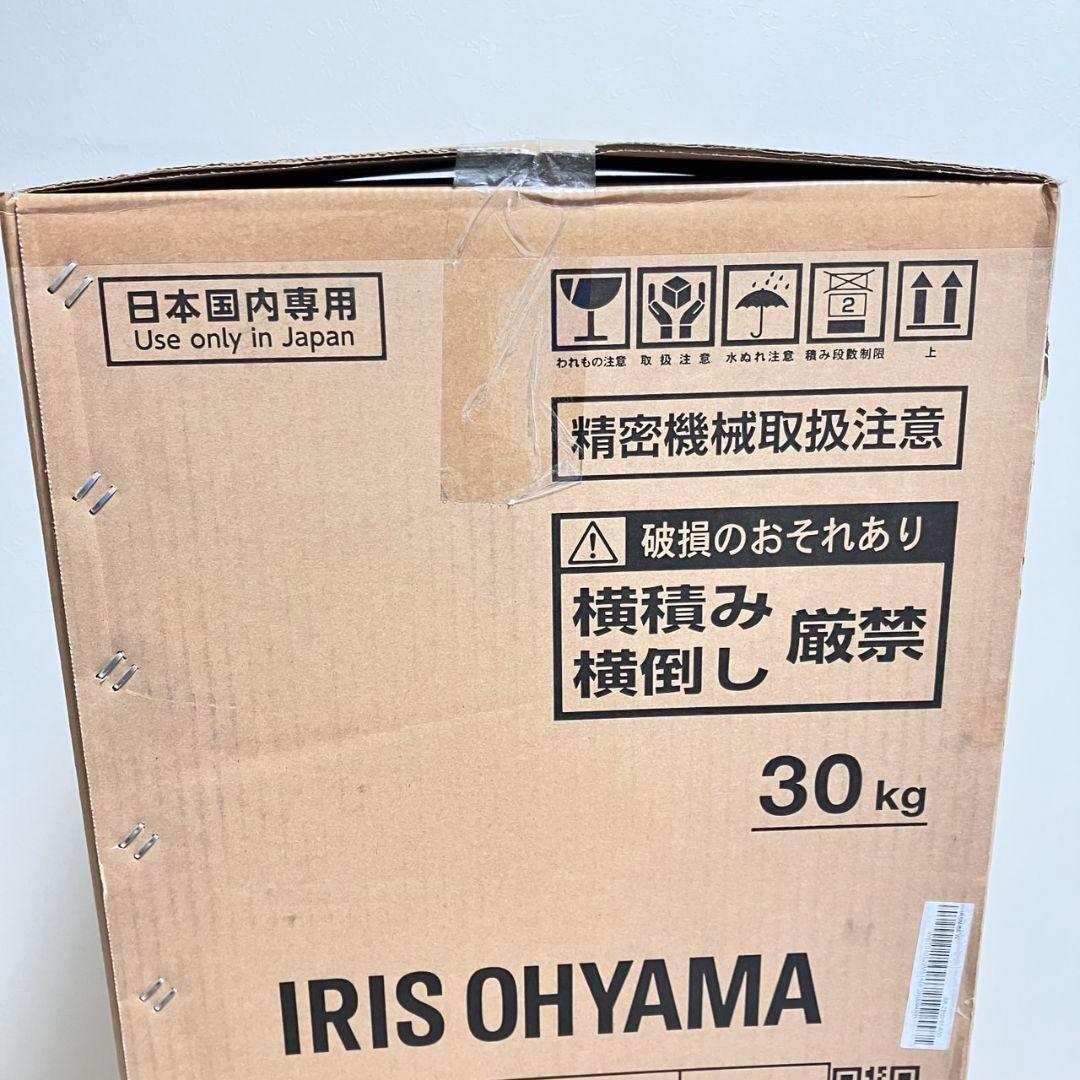 日本国内専用
Use only in Japan
われもの注意 取扱注意 水ぬれ注意 積み段数制限 上
2
精密機械取扱注意
破損のおそれあり
横積み
横倒し
厳禁
30 kg
IRIS OHYAMA